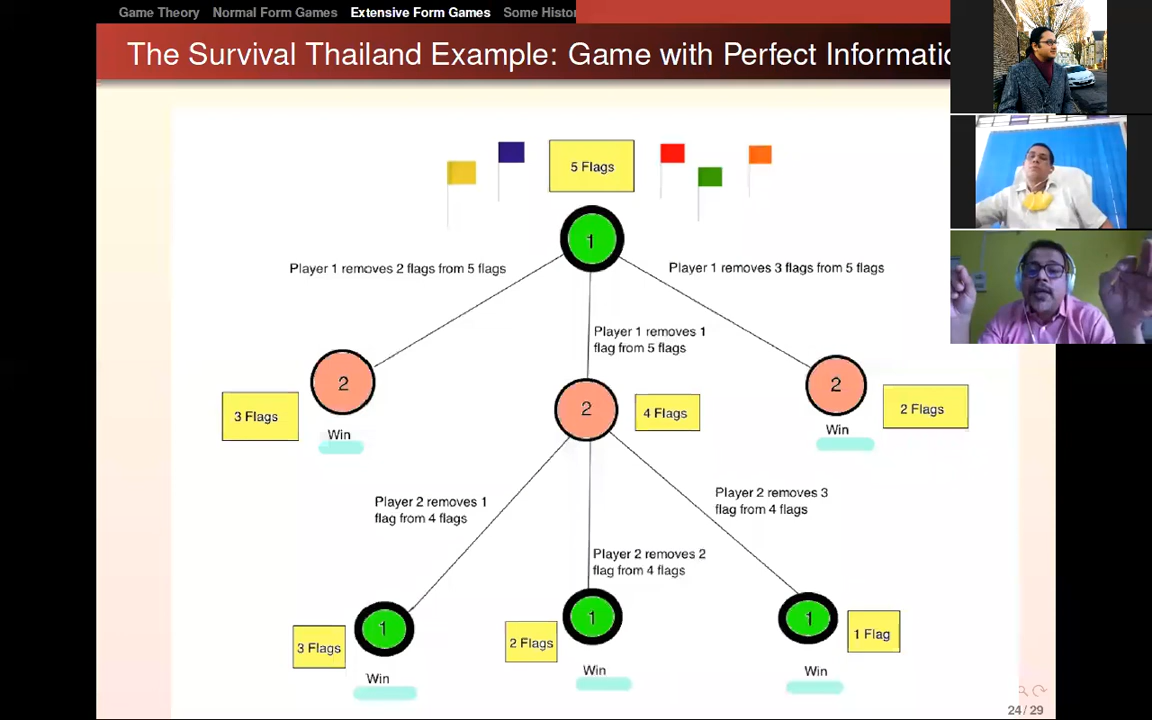 Game Theory Normal Form Games Extensive Form Games Some Histo
The Survival Thailand Example: Game with Perfect Informatio
5 Flags
1
Player 1 removes 2 flags from 5 flags
Player 1 removes 3 flags from 5 flags
Player 1 removes 1
flag from 5 flags
2
2
2
3 Flags
4 Flags
2 Flags
Win
Win
Player 2 removes 1
flag from 4 flags
Player 2 removes 3
flag from 4 flags
Player 2 removes 2
flag from 4 flags
1
1
1
3 Flags
2 Flags
1 Flag
Win
Win
Win
24 / 29